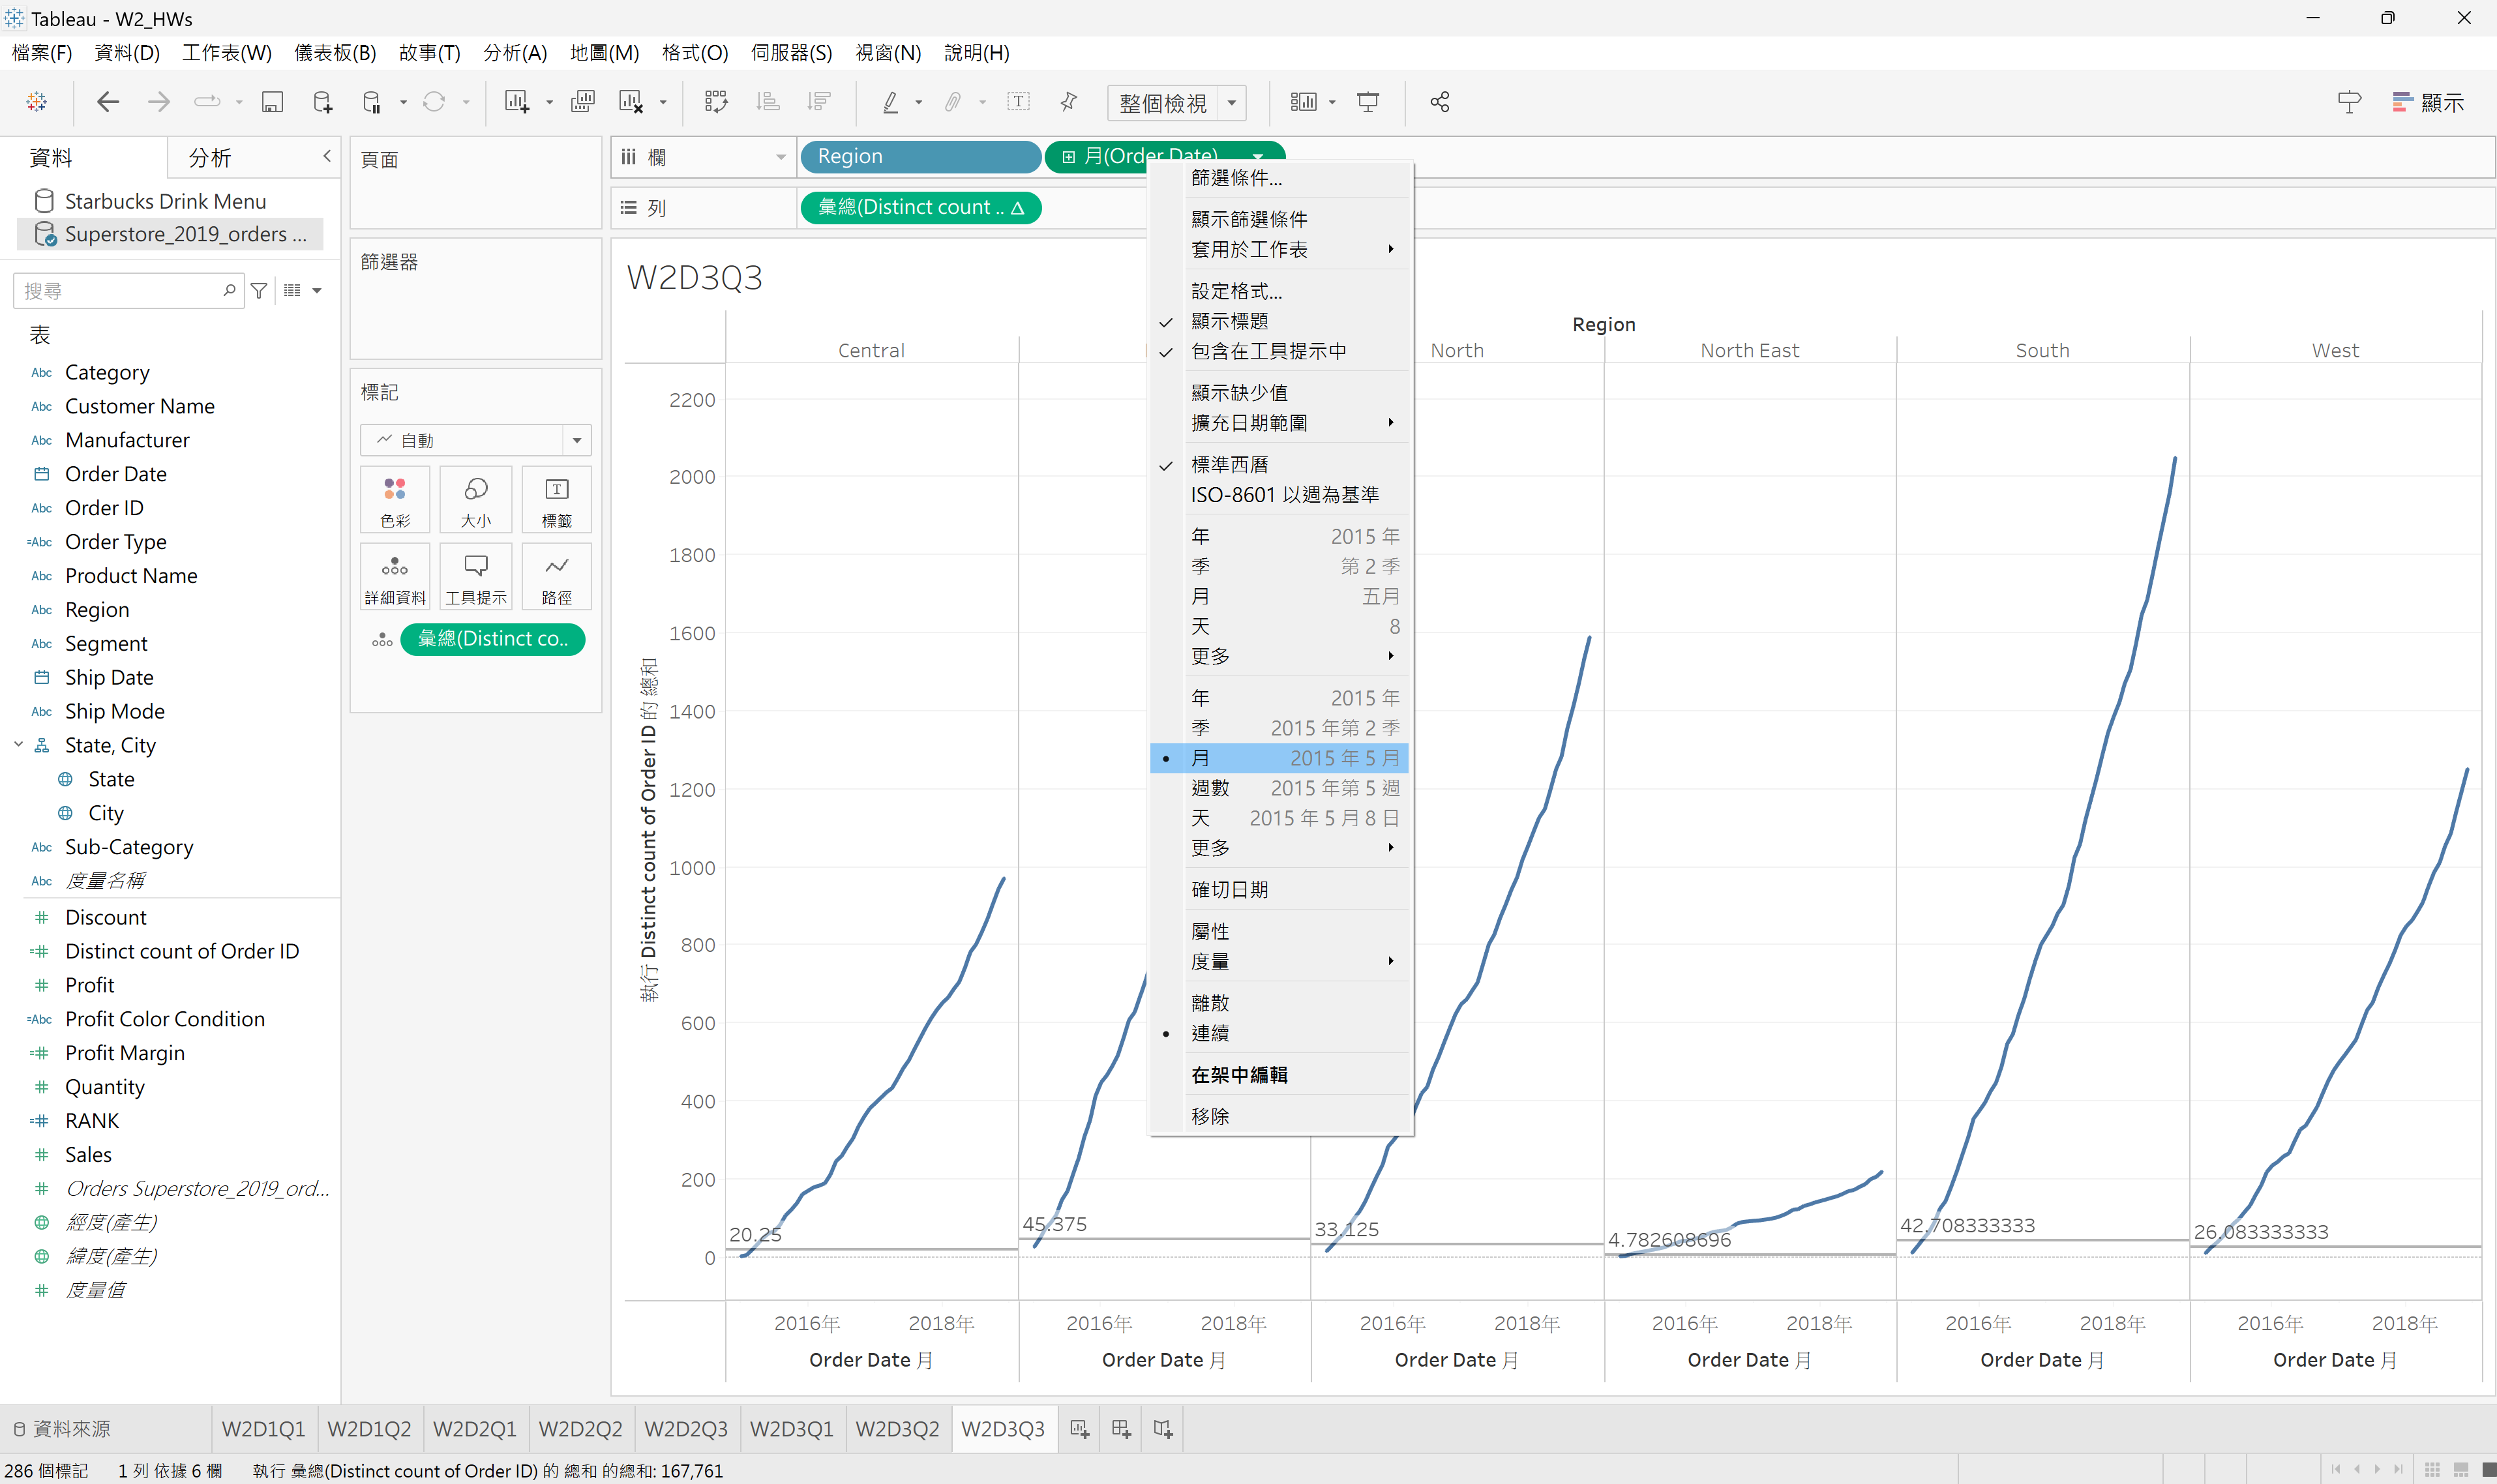 Tableau - W2_HWs
檔案(F) 資料(D) 工作表(W) 儀表板(B) 故事(T) 分析(A) 地圖(M) 格式(O) 伺服器(S) 視窗(N) 說明(H)
整個檢視
顯示
資料 分析
Starbucks Drink Menu
Superstore_2019_orders ...
搜尋
表
Abc Category
Abc Customer Name
Abc Manufacturer
Order Date
Abc Order ID
=Abc Order Type
Abc Product Name
Abc Region
Abc Segment
Ship Date
Abc Ship Mode
State, City
State
City
Abc Sub-Category
Abc 度量名稱
# Discount
=# Distinct count of Order ID
# Profit
=Abc Profit Color Condition
=# Profit Margin
# Quantity
=# RANK
# Sales
# Orders Superstore_2019_ord...
經度(產生)
緯度(產生)
# 度量值
頁面
篩選器
標記
自動
色彩 大小 標籤
詳細資料 工具提示 路徑
彙總(Distinct co..
欄 Region 月(Order Date)
列 彙總(Distinct count .. Δ
W2D3Q3
Region
Central North North East South West
執行 Distinct count of Order ID 的 總和
2200
2000
1800
1600
1400
1200
1000
800
600
400
200
0
20.25 45.375 33.125 4.782608696 42.708333333 26.083333333
2016年 2018年 2016年 2018年 2016年 2018年 2016年 2018年 2016年 2018年 2016年 2018年
Order Date 月 Order Date 月 Order Date 月 Order Date 月 Order Date 月 Order Date 月
篩選條件...
顯示篩選條件
套用於工作表
設定格式...
顯示標題
包含在工具提示中
顯示缺少值
擴充日期範圍
標準西曆
ISO-8601 以週為基準
年 2015 年
季 第 2 季
月 五月
天 8
更多
年 2015 年
季 2015 年第 2 季
月 2015 年 5 月
週數 2015 年第 5 週
天 2015 年 5 月 8 日
更多
確切日期
屬性
度量
離散
連續
在架中編輯
移除
資料來源 W2D1Q1 W2D1Q2 W2D2Q1 W2D2Q2 W2D2Q3 W2D3Q1 W2D3Q2 W2D3Q3
286 個標記 1 列 依據 6 欄 執行 彙總(Distinct count of Order ID) 的 總和 的總和: 167,761